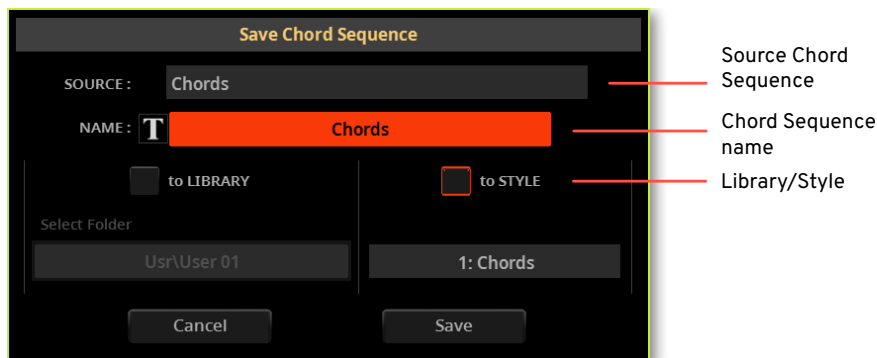 Save Chord Sequence
SOURCE : Chords
Source Chord
Sequence
NAME : T Chords
Chord Sequence
name
to LIBRARY to STYLE
Library/Style
Select Folder
Usr\User 01 1: Chords
Cancel Save